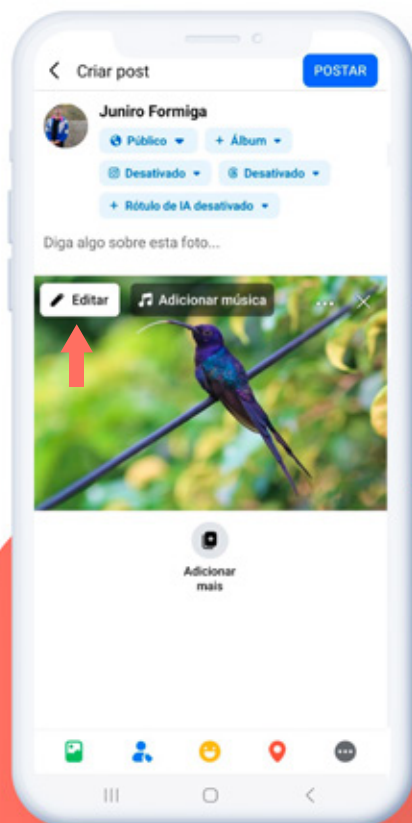 Criar post
POSTAR
Juniro Formiga
Público
+ Álbum
Desativado
Desativado
+ Rótulo de IA desativado
Diga algo sobre esta foto...
Editar
Adicionar música
Adicionar
mais